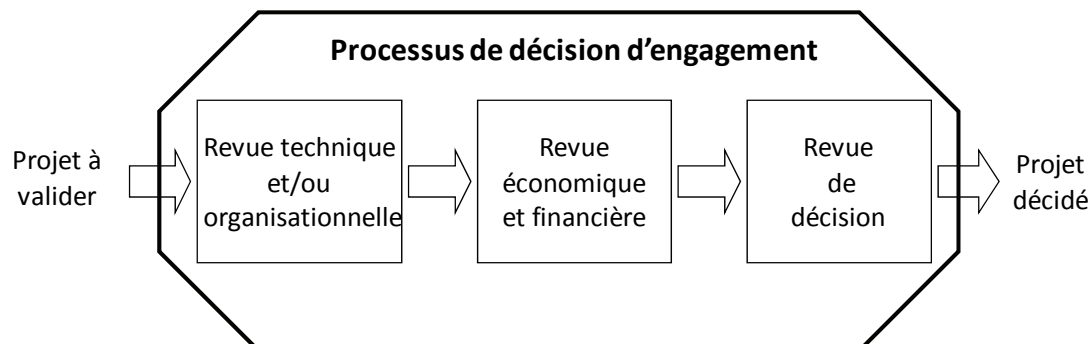 Processus de décision d’engagement
Projet à
valider
Revue technique
et/ou
organisationnelle
Revue
économique
et financière
Revue
de
décision
Projet
décidé